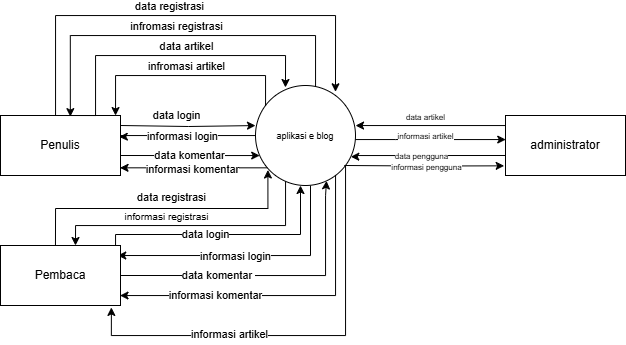 data registrasi
infromasi registrasi
data artikel
infromasi artikel
data login
informasi login
data komentar
informasi komentar
Penulis
aplikasi e blog
data artikel
informasi artikel
data pengguna
informasi pengguna
administrator
data registrasi
informasi registrasi
data login
informasi login
data komentar
informasi komentar
informasi artikel
Pembaca